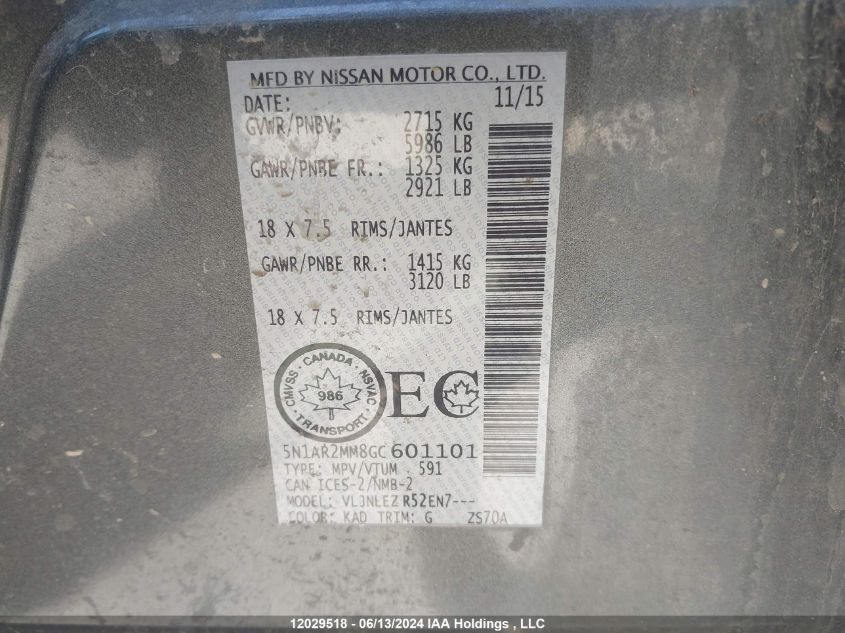 MFD BY NISSAN MOTOR CO., LTD.
DATE: 11/15
GVWR/PNBV: 2715 KG
5986 LB
GAWR/PNBE FR.: 1325 KG
2921 LB
18 X 7.5 RIMS/JANTES
GAWR/PNBE RR.: 1415 KG
3120 LB
18 X 7.5 RIMS/JANTES
CANADA
CMVSS NSVAC
986
TRANSPORT
EC
5N1AR2MM8GC601101
TYPE: MPV/VTUM 591
CAN ICES-2/NMB-2
MODEL: VLJNLEZ R52EN7---
COLOR: KAD TRIM: G ZS70A
12029518 - 06/13/2024 IAA Holdings , LLC